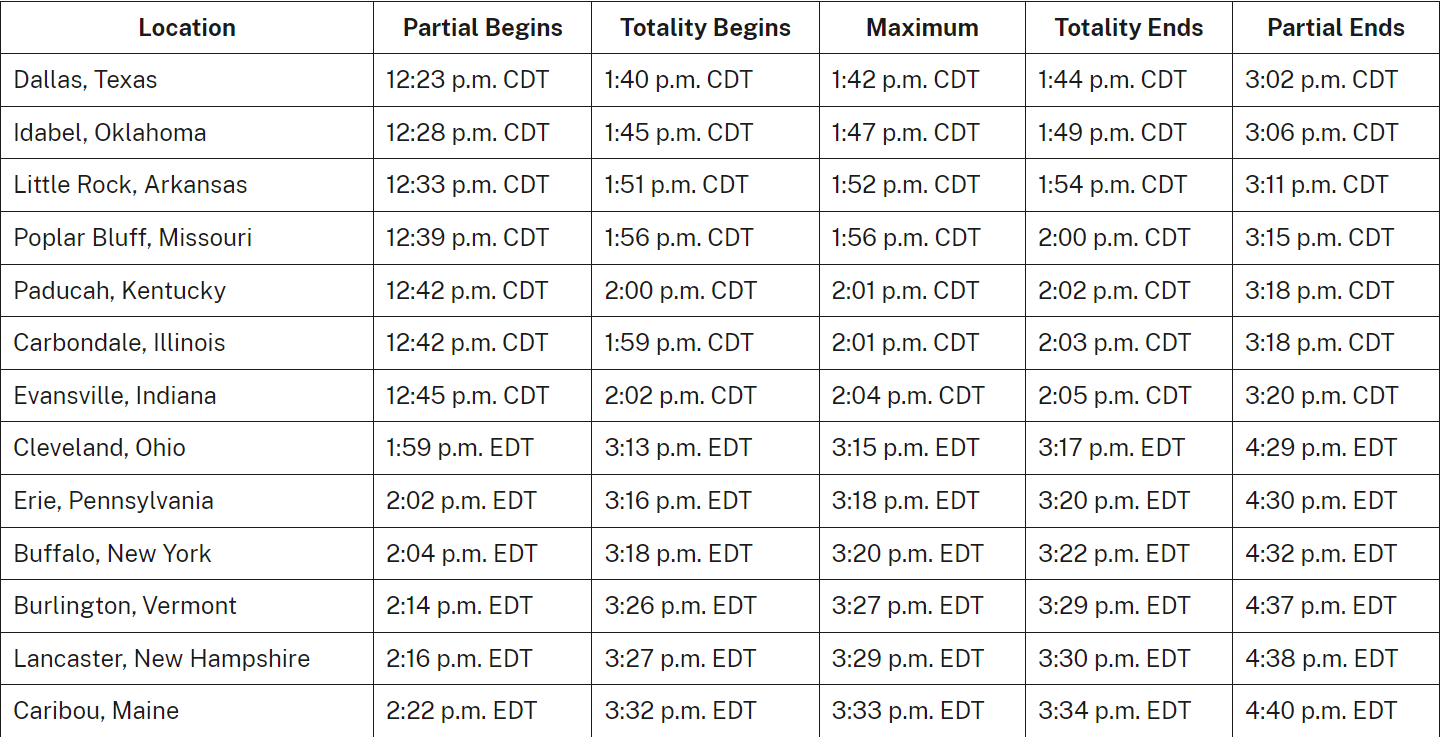 Location Partial Begins Totality Begins Maximum Totality Ends Partial Ends
Dallas, Texas 12:23 p.m. CDT 1:40 p.m. CDT 1:42 p.m. CDT 1:44 p.m. CDT 3:02 p.m. CDT
Idabel, Oklahoma 12:28 p.m. CDT 1:45 p.m. CDT 1:47 p.m. CDT 1:49 p.m. CDT 3:06 p.m. CDT
Little Rock, Arkansas 12:33 p.m. CDT 1:51 p.m. CDT 1:52 p.m. CDT 1:54 p.m. CDT 3:11 p.m. CDT
Poplar Bluff, Missouri 12:39 p.m. CDT 1:56 p.m. CDT 1:56 p.m. CDT 2:00 p.m. CDT 3:15 p.m. CDT
Paducah, Kentucky 12:42 p.m. CDT 2:00 p.m. CDT 2:01 p.m. CDT 2:02 p.m. CDT 3:18 p.m. CDT
Carbondale, Illinois 12:42 p.m. CDT 1:59 p.m. CDT 2:01 p.m. CDT 2:03 p.m. CDT 3:18 p.m. CDT
Evansville, Indiana 12:45 p.m. CDT 2:02 p.m. CDT 2:04 p.m. CDT 2:05 p.m. CDT 3:20 p.m. CDT
Cleveland, Ohio 1:59 p.m. EDT 3:13 p.m. EDT 3:15 p.m. EDT 3:17 p.m. EDT 4:29 p.m. EDT
Erie, Pennsylvania 2:02 p.m. EDT 3:16 p.m. EDT 3:18 p.m. EDT 3:20 p.m. EDT 4:30 p.m. EDT
Buffalo, New York 2:04 p.m. EDT 3:18 p.m. EDT 3:20 p.m. EDT 3:22 p.m. EDT 4:32 p.m. EDT
Burlington, Vermont 2:14 p.m. EDT 3:26 p.m. EDT 3:27 p.m. EDT 3:29 p.m. EDT 4:37 p.m. EDT
Lancaster, New Hampshire 2:16 p.m. EDT 3:27 p.m. EDT 3:29 p.m. EDT 3:30 p.m. EDT 4:38 p.m. EDT
Caribou, Maine 2:22 p.m. EDT 3:32 p.m. EDT 3:33 p.m. EDT 3:34 p.m. EDT 4:40 p.m. EDT